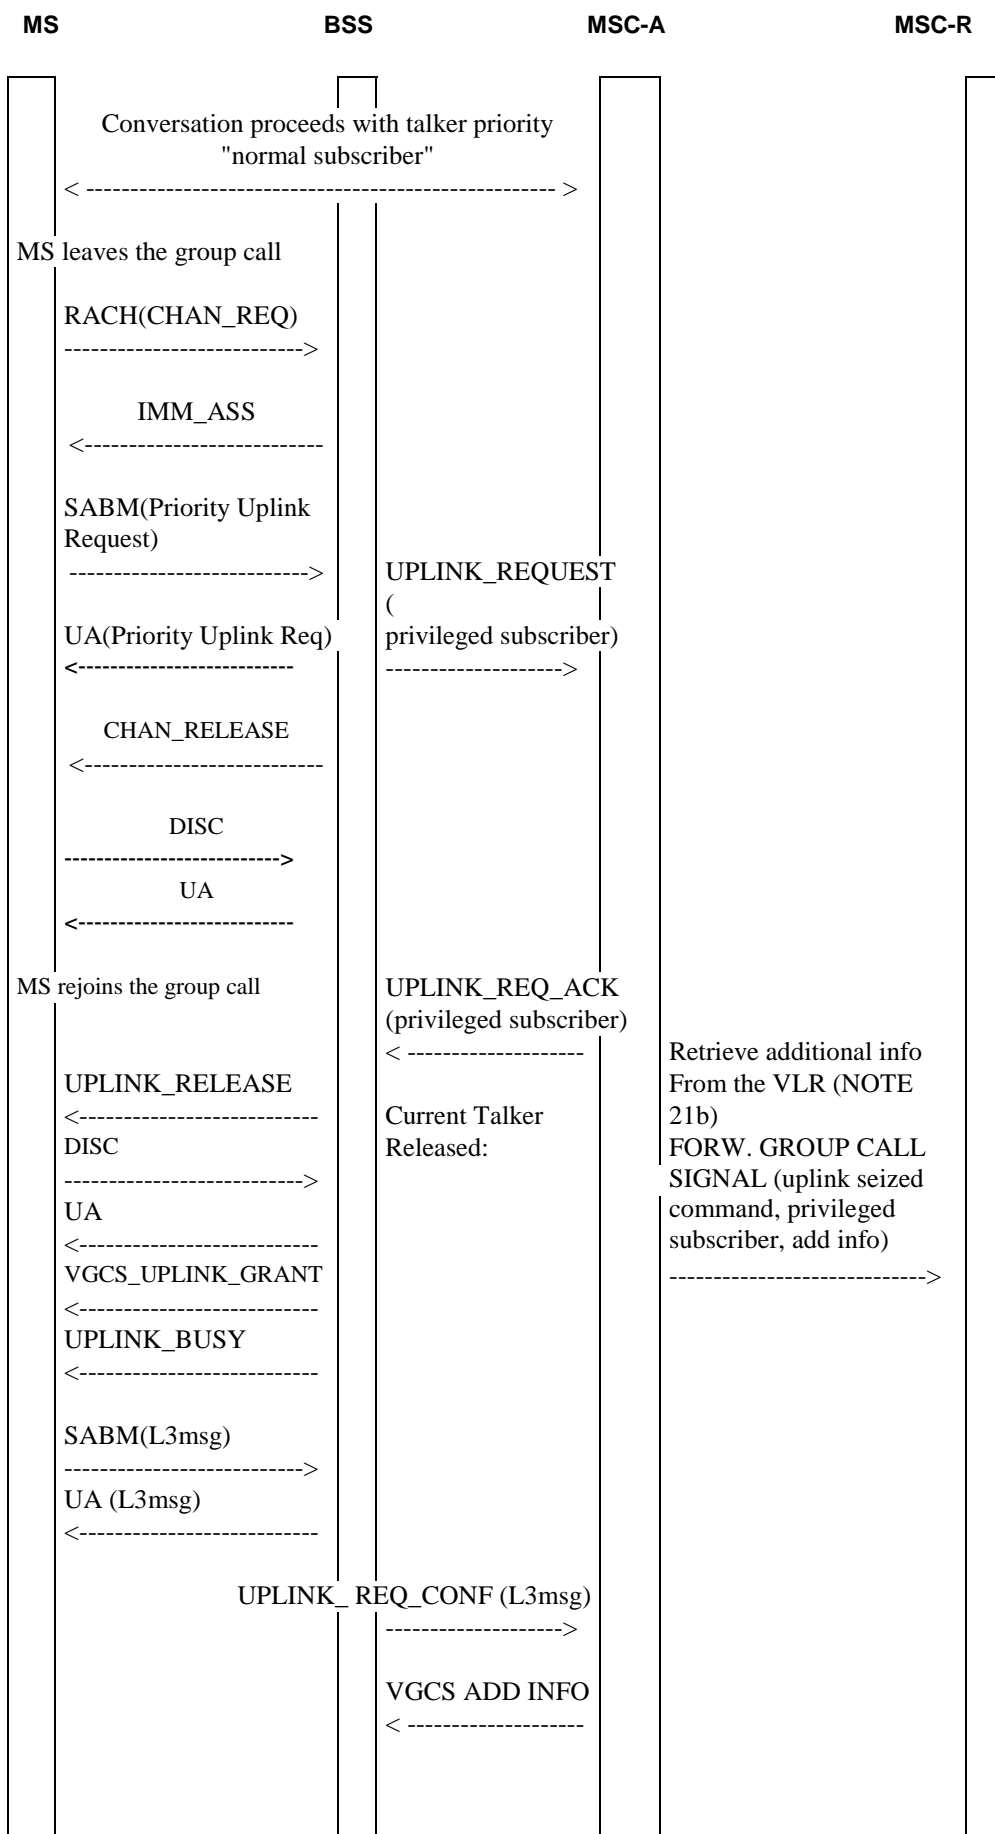 MS BSS MSC-A MSC-R
Conversation proceeds with talker priority
"normal subscriber"
< ----------------------------------------------------- >
MS leaves the group call
RACH(CHAN_REQ)
--------------------------->
IMM_ASS
<---------------------------
SABM(Priority Uplink
Request)
--------------------------->
UPLINK_REQUEST
(
privileged subscriber)
-------------------->
UA(Priority Uplink Req)
<---------------------------
CHAN_RELEASE
<---------------------------
DISC
--------------------------->
UA
<---------------------------
MS rejoins the group call
UPLINK_REQ_ACK
(privileged subscriber)
< --------------------
Retrieve additional info
From the VLR (NOTE
21b)
FORW. GROUP CALL
SIGNAL (uplink seized
command, privileged
subscriber, add info)
----------------------------->
UPLINK_RELEASE
<---------------------------
Current Talker
Released:
DISC
--------------------------->
UA
<---------------------------
VGCS_UPLINK_GRANT
<---------------------------
UPLINK_BUSY
<---------------------------
SABM(L3msg)
--------------------------->
UA (L3msg)
<---------------------------
UPLINK_ REQ_CONF (L3msg)
-------------------->
VGCS ADD INFO
< --------------------